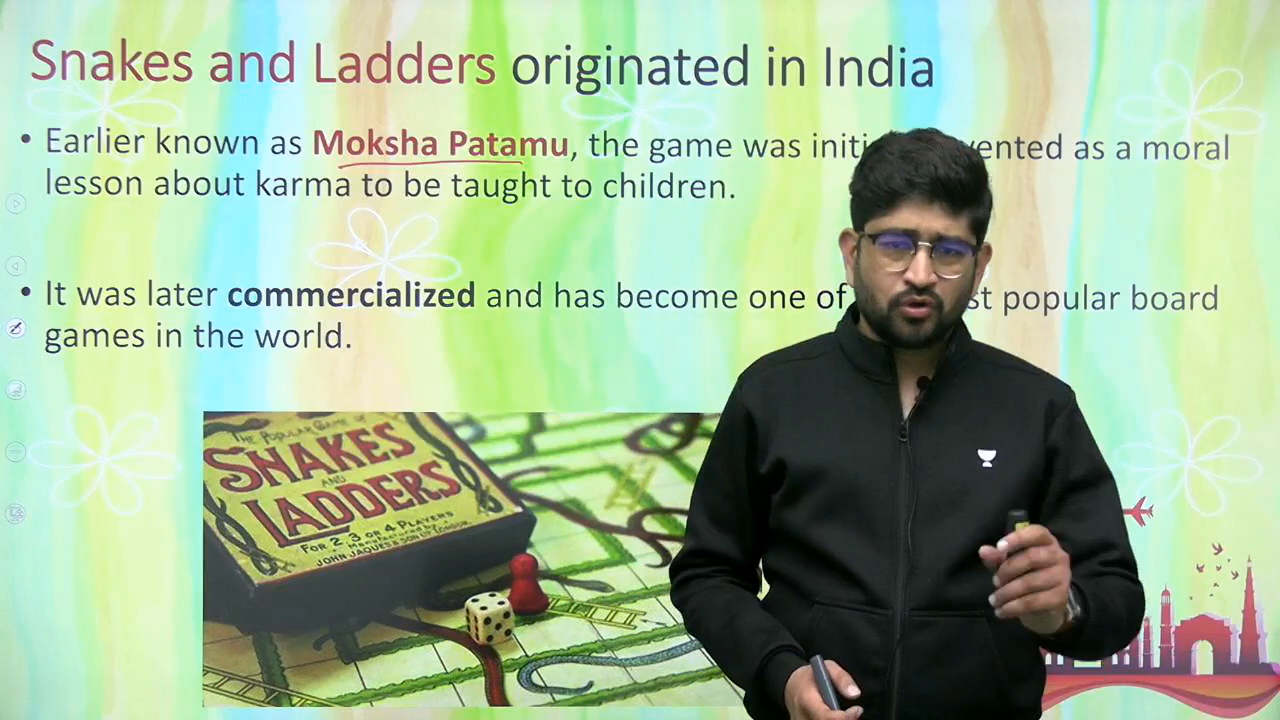 Snakes and Ladders originated in India
• Earlier known as Moksha Patamu, the game was initi vented as a moral
lesson about karma to be taught to children.
• It was later commercialized and has become one of st popular board
games in the world.
THE POPULAR GAME OF
SNAKES
AND
LADDERS
FOR 2, 3 OR 4 PLAYERS
Manufactured by
JOHN JAQUES & SON LTD. LONDON